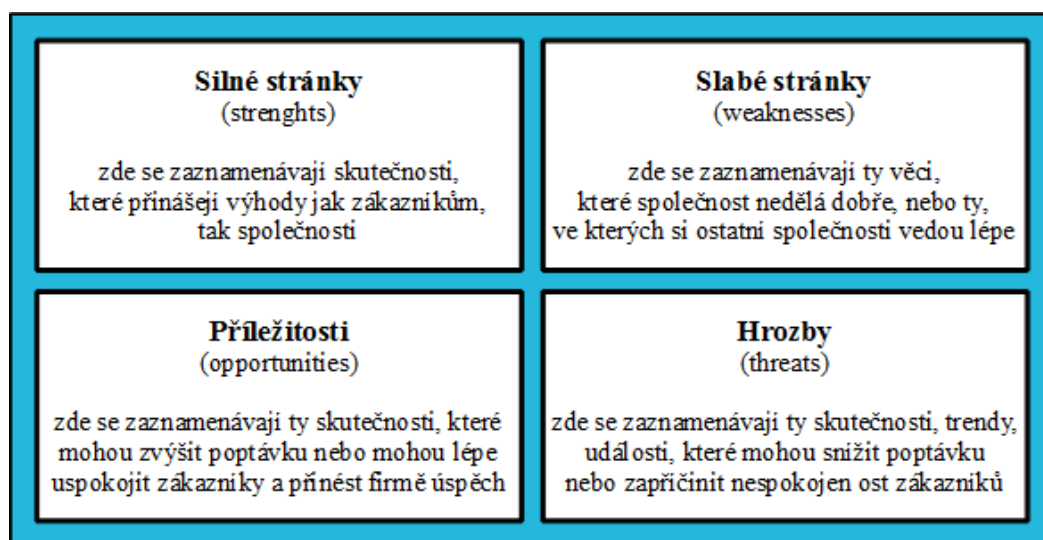 Silné stránky
(strenghts)
zde se zaznamenávají skutečnosti,
které přinášejí výhody jak zákazníkům,
tak společnosti
Slabé stránky
(weaknesses)
zde se zaznamenávají ty věci,
které společnost nedělá dobře, nebo ty,
ve kterých si ostatní společnosti vedou lépe
Příležitosti
(opportunities)
zde se zaznamenávají ty skutečnosti, které
mohou zvýšit poptávku nebo mohou lépe
uspokojit zákazníky a přinést firmě úspěch
Hrozby
(threats)
zde se zaznamenávají ty skutečnosti, trendy,
události, které mohou snížit poptávku
nebo zapříčinit nespokojen ost zákazníků